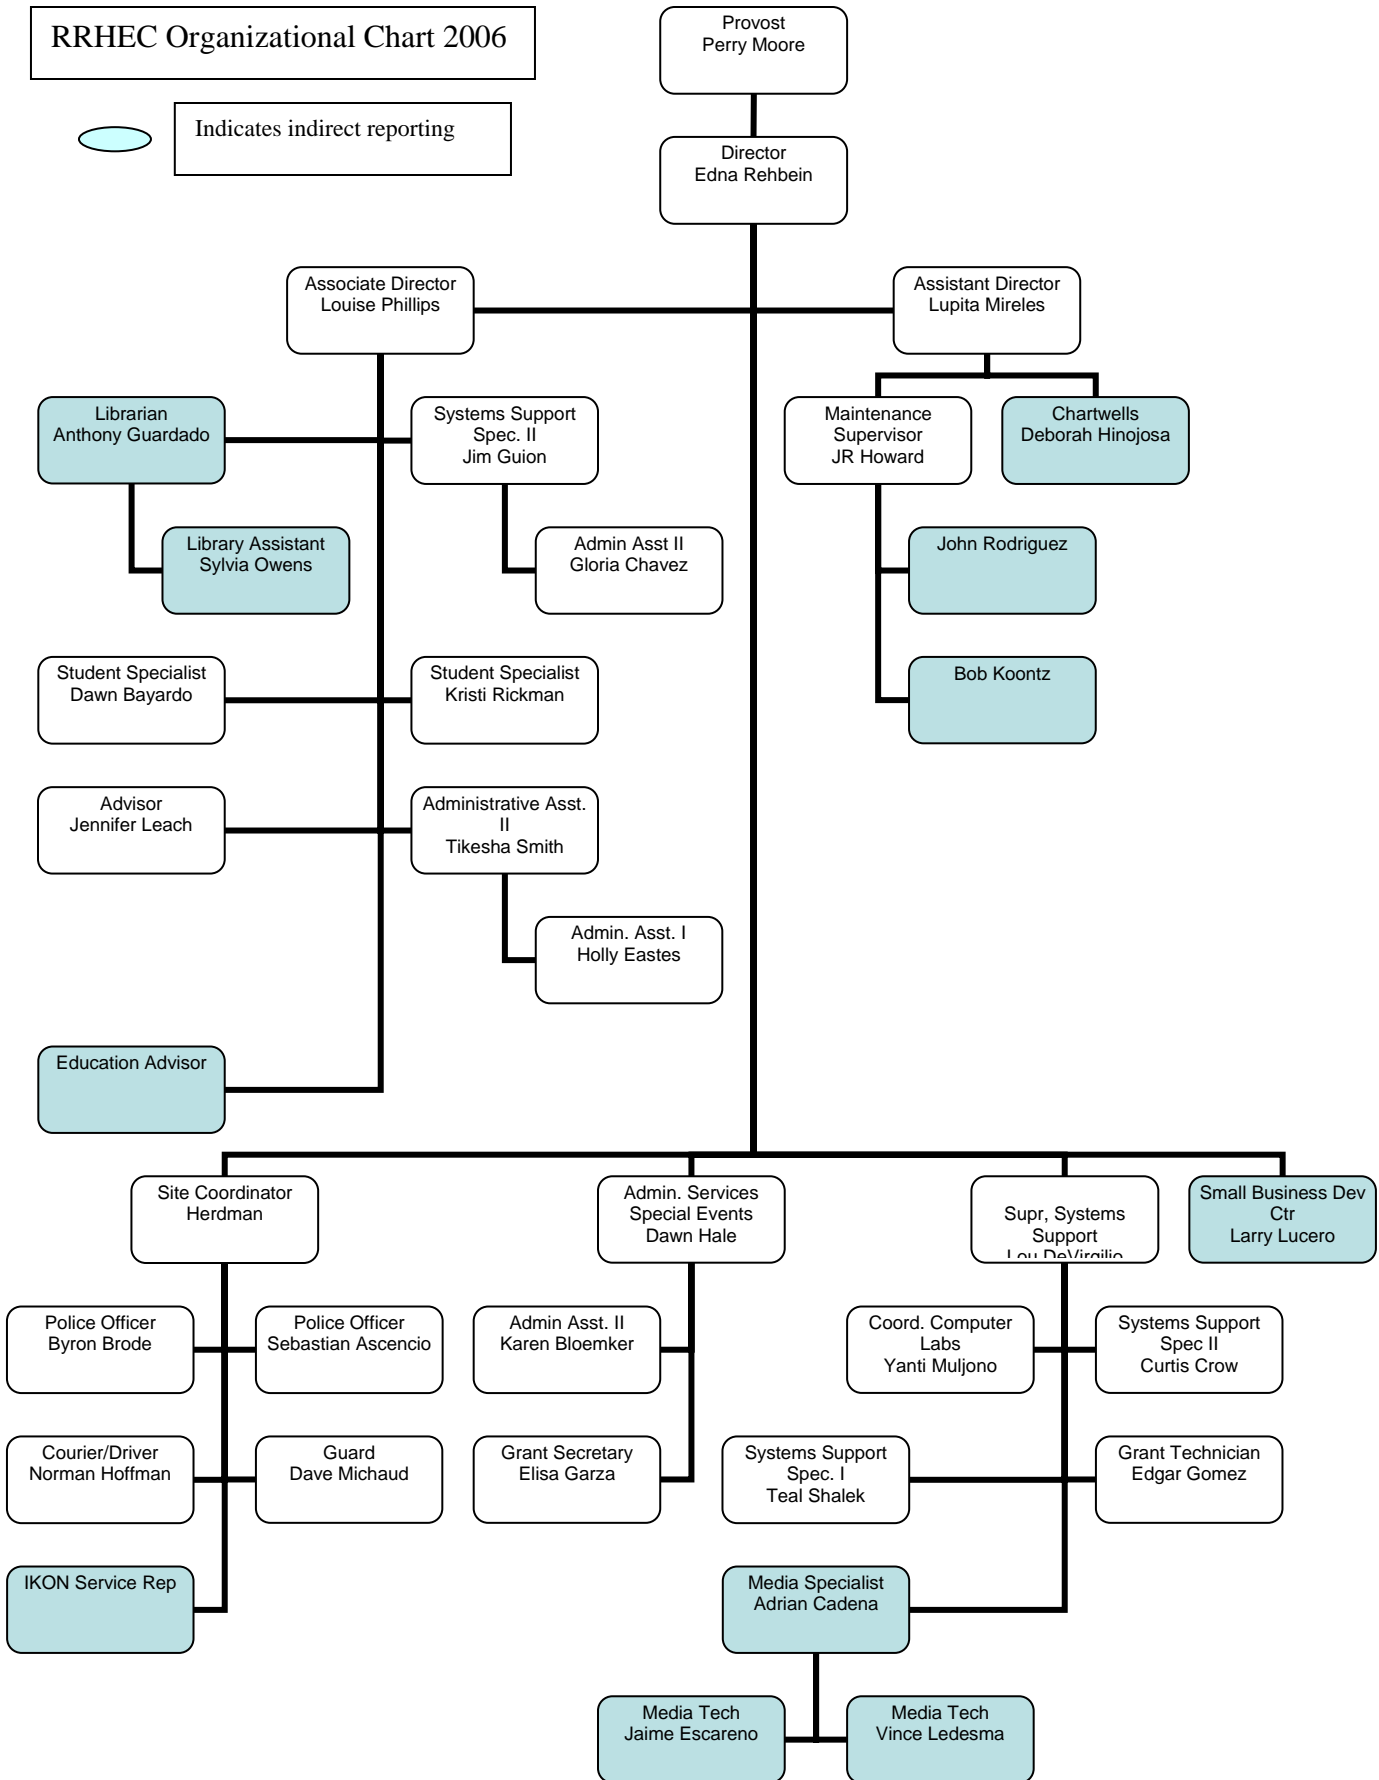 RRHEC Organizational Chart 2006
Indicates indirect reporting
Provost
Perry Moore
Director
Edna Rehbein
Associate Director
Louise Phillips
Assistant Director
Lupita Mireles
Librarian
Anthony Guardado
Systems Support
Spec. II
Jim Guion
Maintenance
Supervisor
JR Howard
Chartwells
Deborah Hinojosa
Library Assistant
Sylvia Owens
Admin Asst II
Gloria Chavez
John Rodriguez
Student Specialist
Dawn Bayardo
Student Specialist
Kristi Rickman
Bob Koontz
Advisor
Jennifer Leach
Administrative Asst.
II
Tikesha Smith
Admin. Asst. I
Holly Eastes
Education Advisor
Site Coordinator
Herdman
Admin. Services
Special Events
Dawn Hale
Supr, Systems
Support
Lou DeVirgilio
Small Business Dev
Ctr
Larry Lucero
Police Officer
Byron Brode
Police Officer
Sebastian Ascencio
Admin Asst. II
Karen Bloemker
Coord. Computer
Labs
Yanti Muljono
Systems Support
Spec II
Curtis Crow
Courier/Driver
Norman Hoffman
Guard
Dave Michaud
Grant Secretary
Elisa Garza
Systems Support
Spec. I
Teal Shalek
Grant Technician
Edgar Gomez
IKON Service Rep
Media Specialist
Adrian Cadena
Media Tech
Jaime Escareno
Media Tech
Vince Ledesma